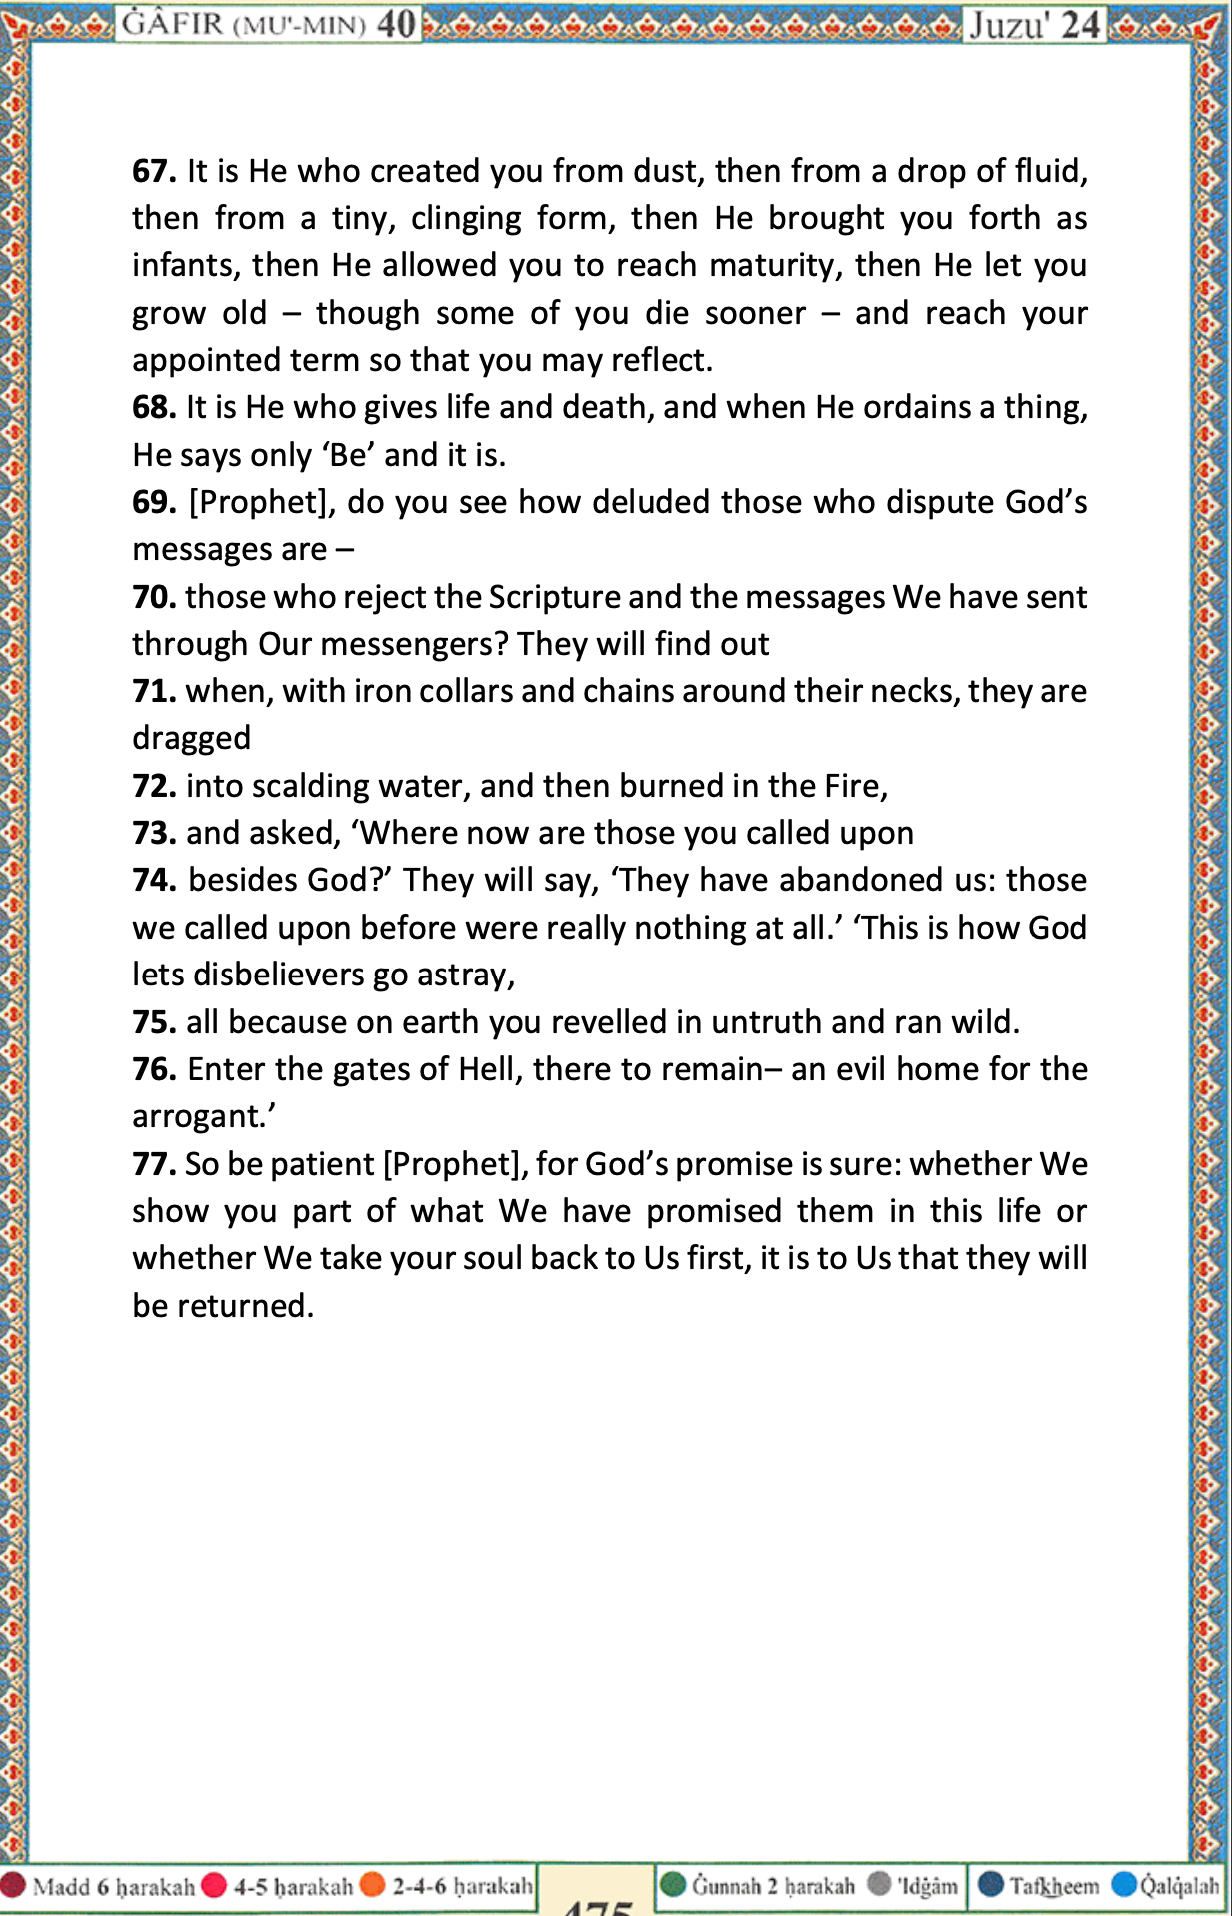 ĠÂFIR (MU'-MIN) 40
Juzu' 24
67. It is He who created you from dust, then from a drop of fluid,
then from a tiny, clinging form, then He brought you forth as
infants, then He allowed you to reach maturity, then He let you
grow old – though some of you die sooner – and reach your
appointed term so that you may reflect.
68. It is He who gives life and death, and when He ordains a thing,
He says only ‘Be’ and it is.
69. [Prophet], do you see how deluded those who dispute God’s
messages are –
70. those who reject the Scripture and the messages We have sent
through Our messengers? They will find out
71. when, with iron collars and chains around their necks, they are
dragged
72. into scalding water, and then burned in the Fire,
73. and asked, ‘Where now are those you called upon
74. besides God?’ They will say, ‘They have abandoned us: those
we called upon before were really nothing at all.’ ‘This is how God
lets disbelievers go astray,
75. all because on earth you revelled in untruth and ran wild.
76. Enter the gates of Hell, there to remain– an evil home for the
arrogant.’
77. So be patient [Prophet], for God’s promise is sure: whether We
show you part of what We have promised them in this life or
whether We take your soul back to Us first, it is to Us that they will
be returned.
Madd 6 ḥarakah 4-5 ḥarakah 2-4-6 ḥarakah
475
Ġunnah 2 ḥarakah 'Idġâm Tafkheem Q̇alq̇alah